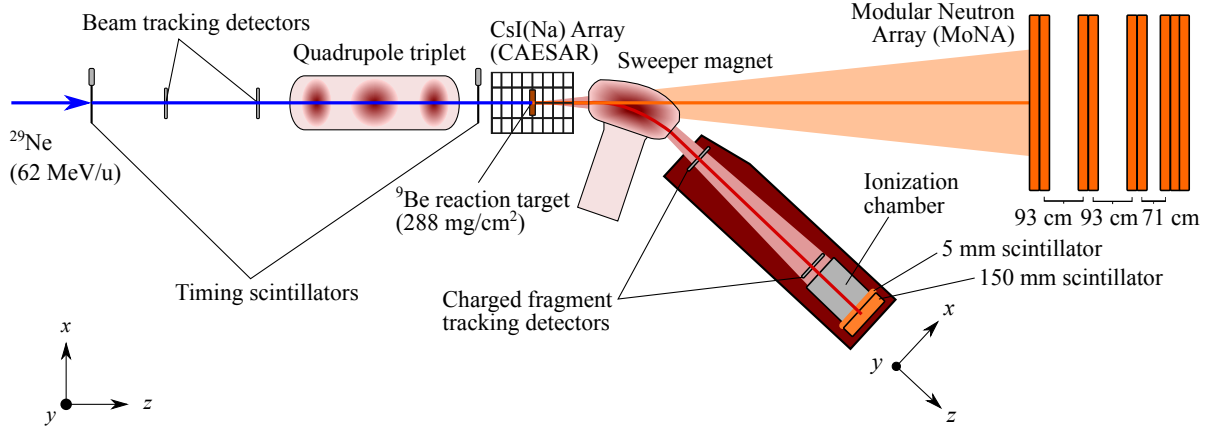 Beam tracking detectors
Quadrupole triplet
CsI(Na) Array
(CAESAR)
Sweeper magnet
Modular Neutron
Array (MoNA)
²⁹Ne
(62 MeV/u)
⁹Be reaction target
(288 mg/cm²)
Timing scintillators
Ionization
chamber
93 cm 93 cm 71 cm
5 mm scintillator
150 mm scintillator
Charged fragment
tracking detectors
x
y
z
x
y
z